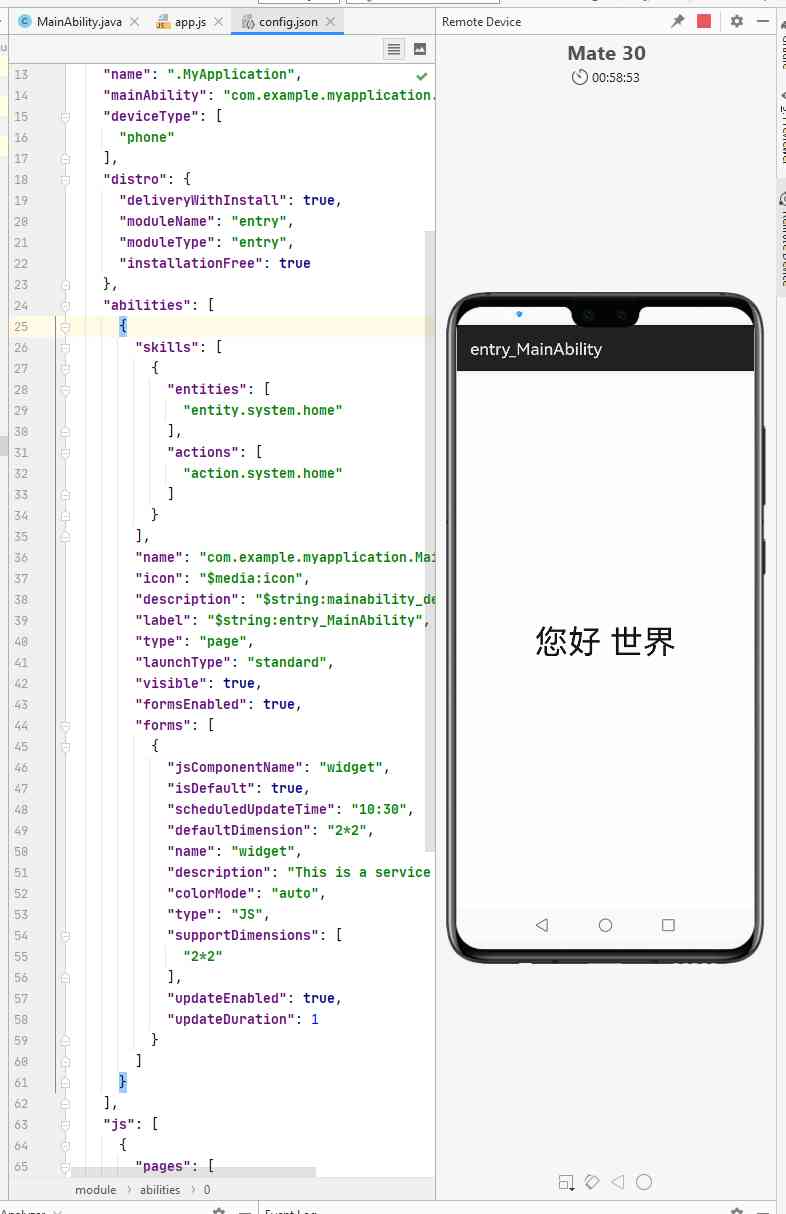 MainAbility.java
app.js
config.json
Remote Device
Mate 30
00:58:53
13 "name": ".MyApplication",
14 "mainAbility": "com.example.myapplication.
15 "deviceType": [
16 "phone"
17 ],
18 "distro": {
19 "deliveryWithInstall": true,
20 "moduleName": "entry",
21 "moduleType": "entry",
22 "installationFree": true
23 },
24 "abilities": [
25 {
26 "skills": [
27 {
28 "entities": [
29 "entity.system.home"
30 ],
31 "actions": [
32 "action.system.home"
33 ]
34 }
35 ],
36 "name": "com.example.myapplication.Mai
37 "icon": "$media:icon",
38 "description": "$string:mainability_de
39 "label": "$string:entry_MainAbility",
40 "type": "page",
41 "launchType": "standard",
42 "visible": true,
43 "formsEnabled": true,
44 "forms": [
45 {
46 "jsComponentName": "widget",
47 "isDefault": true,
48 "scheduledUpdateTime": "10:30",
49 "defaultDimension": "2*2",
50 "name": "widget",
51 "description": "This is a service
52 "colorMode": "auto",
53 "type": "JS",
54 "supportDimensions": [
55 "2*2"
56 ],
57 "updateEnabled": true,
58 "updateDuration": 1
59 }
60 ]
61 }
62 ],
63 "js": [
64 {
65 "pages": [
entry_MainAbility
您好 世界
module > abilities > 0
Event Log